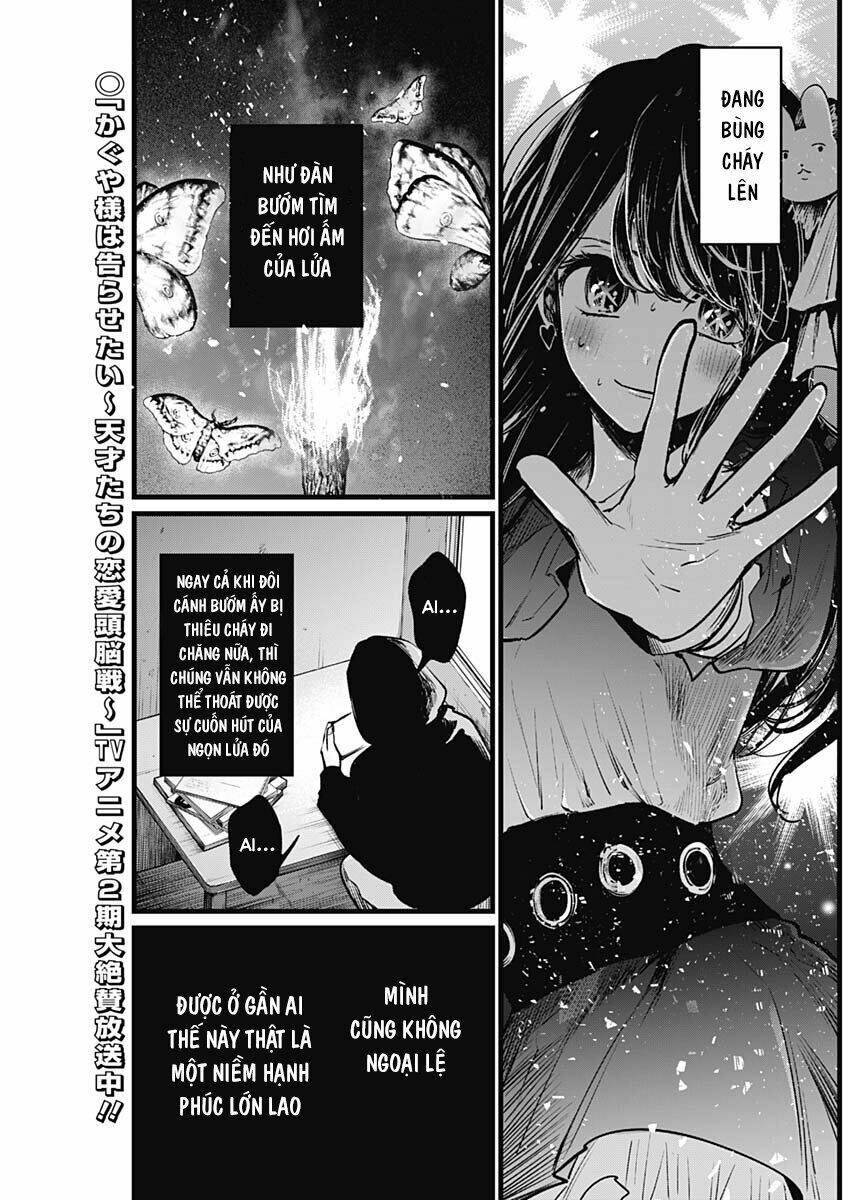 ĐANG
BÙNG
CHÁY
LÊN
NHƯ ĐÀN
BƯỚM TÌM
ĐẾN HƠI ẤM
CỦA LỬA
AI...
NGAY CẢ KHI ĐÔI
CÁNH BƯỚM ẤY BỊ
THIÊU CHÁY ĐI
CHĂNG NỮA, THÌ
CHÚNG VẪN KHÔNG
THỂ THOÁT ĐƯỢC
SỰ CUỐN HÚT CỦA
NGỌN LỬA ĐÓ
AI...
MÌNH
CŨNG KHÔNG
NGOẠI LỆ
ĐƯỢC Ở GẦN AI
THẾ NÀY THẬT LÀ
MỘT NIỀM HẠNH
PHÚC LỚN LAO
◎「かぐや様は告らせたい～天才たちの恋愛頭脳戦～」TVアニメ第2期大絶賛放送中!!